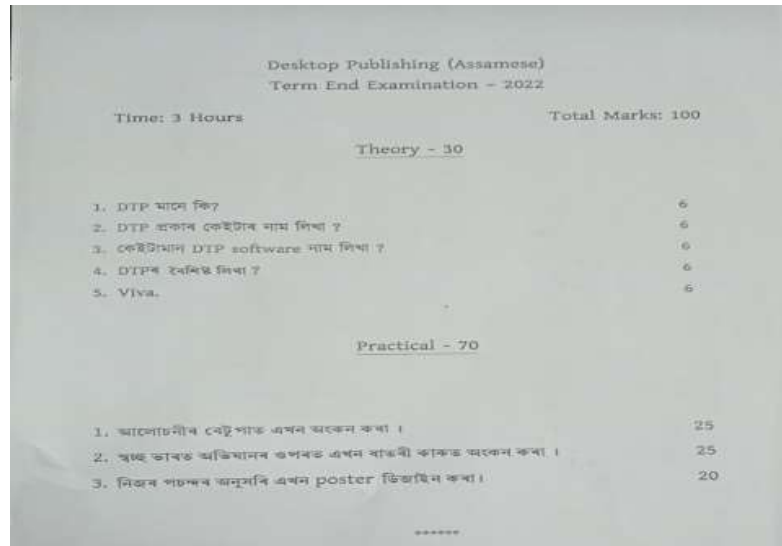 Desktop Publishing (Assamese)
Term End Examination – 2022
Time: 3 Hours Total Marks: 100
Theory - 30
1. DTP মানে কি? 6
2. DTP প্ৰকাৰ কেইটাৰ নাম লিখা ? 6
3. কেইটামান DTP software নাম লিখা ? 6
4. DTPৰ বৈশিষ্ট লিখা ? 6
5. Viva. 6
Practical - 70
1. আলোচনীৰ বেটুপাত এখন অংকন কৰা । 25
2. স্বচ্ছ ভাৰত অভিযানৰ ওপৰত এখন বাতৰী কাকত অংকন কৰা । 25
3. নিজৰ পচন্দৰ অনুসৰি এখন poster ডিজাইন কৰা। 20
******